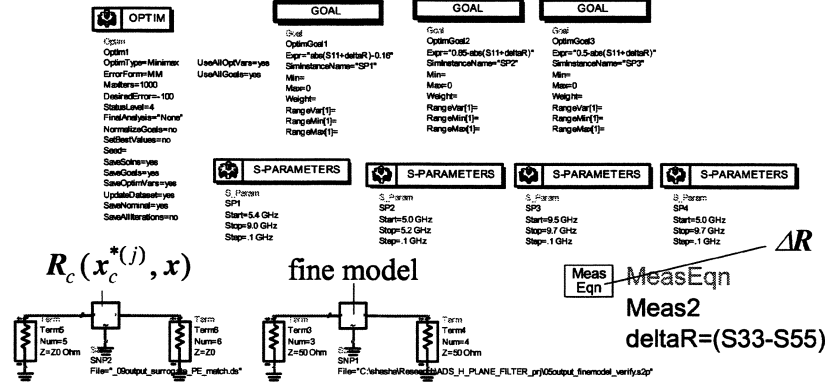 OPTIM
Optim
Optim1
OptimType=Minimax
ErrorForm=MM
MaxIters=1000
DesiredError=-100
StatusLevel=4
FinalAnalysis="None"
NormalizeGoals=no
SetBestValues=no
Seed=
SaveSolns=yes
SaveGoals=yes
SaveOptimVars=yes
UpdateDataset=yes
SaveNominal=yes
SaveAllIterations=no
UseAllOptVars=yes
UseAllGoals=yes
GOAL
Goal
OptimGoal1
Expr="abs(S11+deltaR)-0.16"
SimInstanceName="SP1"
Min=
Max=0
Weight=
RangeVar[1]=
RangeMin[1]=
RangeMax[1]=
GOAL
Goal
OptimGoal2
Expr="0.85-abs(S11+deltaR)"
SimInstanceName="SP2"
Min=
Max=0
Weight=
RangeVar[1]=
RangeMin[1]=
RangeMax[1]=
GOAL
Goal
OptimGoal3
Expr="0.5-abs(S11+deltaR)"
SimInstanceName="SP3"
Min=
Max=0
Weight=
RangeVar[1]=
RangeMin[1]=
RangeMax[1]=
S-PARAMETERS
S_Param
SP1
Start=5.4 GHz
Stop=9.0 GHz
Step=.1 GHz
S-PARAMETERS
S_Param
SP2
Start=5.0 GHz
Stop=5.2 GHz
Step=.1 GHz
S-PARAMETERS
S_Param
SP3
Start=9.5 GHz
Stop=9.7 GHz
Step=.1 GHz
S-PARAMETERS
S_Param
SP4
Start=5.0 GHz
Stop=9.7 GHz
Step=.1 GHz
R_c(x_c^{*(j)}, x)
fine model
ΔR
Meas
Eqn
MeasEqn
Meas2
deltaR=(S33-S55)
Term
Term5
Num=5
Z=Z0 Ohm
SNP2
Term
Term6
Num=6
Z=Z0
Term
Term3
Num=3
Z=50 Ohm
SNP1
Term
Term4
Num=4
Z=50 Ohm